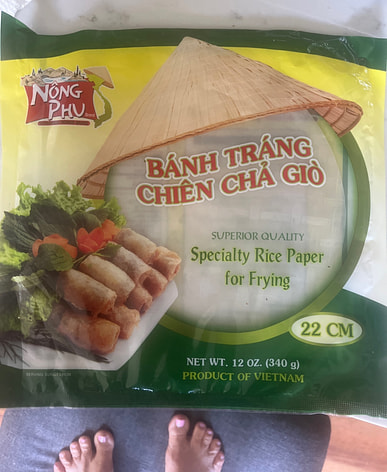 NÔNG
PHU
BÁNH TRÁNG
CHIÊN CHẢ GIÒ
SUPERIOR QUALITY
Specialty Rice Paper
for Frying
22 CM
NET WT. 12 OZ. (340 g)
PRODUCT OF VIETNAM